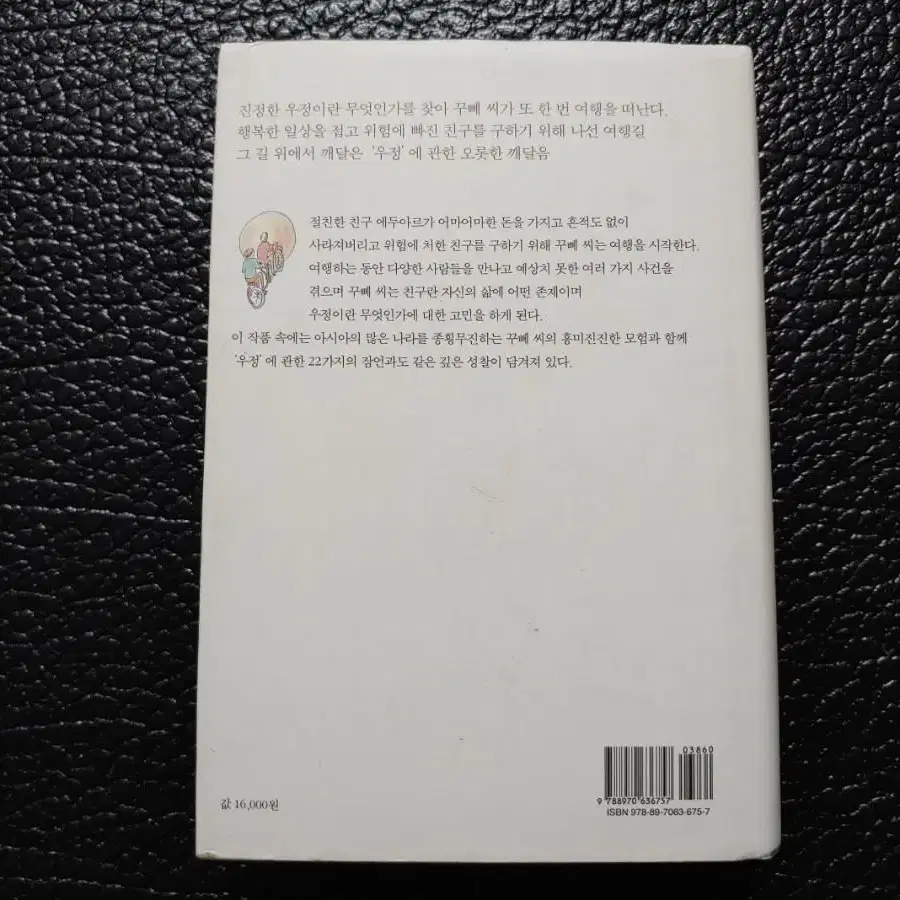 진정한 우정이란 무엇인가를 찾아 꾸뻬 씨가 또 한 번 여행을 떠난다.
행복한 일상을 접고 위험에 빠진 친구를 구하기 위해 나선 여행길
그 길 위에서 깨달은 '우정' 에 관한 오롯한 깨달음
절친한 친구 에두아르가 어마어마한 돈을 가지고 흔적도 없이
사라져버리고 위험에 처한 친구를 구하기 위해 꾸뻬 씨는 여행을 시작한다.
여행하는 동안 다양한 사람들을 만나고 예상치 못한 여러 가지 사건을
겪으며 꾸뻬 씨는 친구란 자신의 삶에 어떤 존재이며
우정이란 무엇인가에 대한 고민을 하게 된다.
이 작품 속에는 아시아의 많은 나라를 종횡무진하는 꾸뻬 씨의 흥미진진한 모험과 함께
'우정' 에 관한 22가지의 잠언과도 같은 깊은 성찰이 담겨져 있다.
값 16,000원
03860
9 788970 636757
ISBN 978-89-7063-675-7